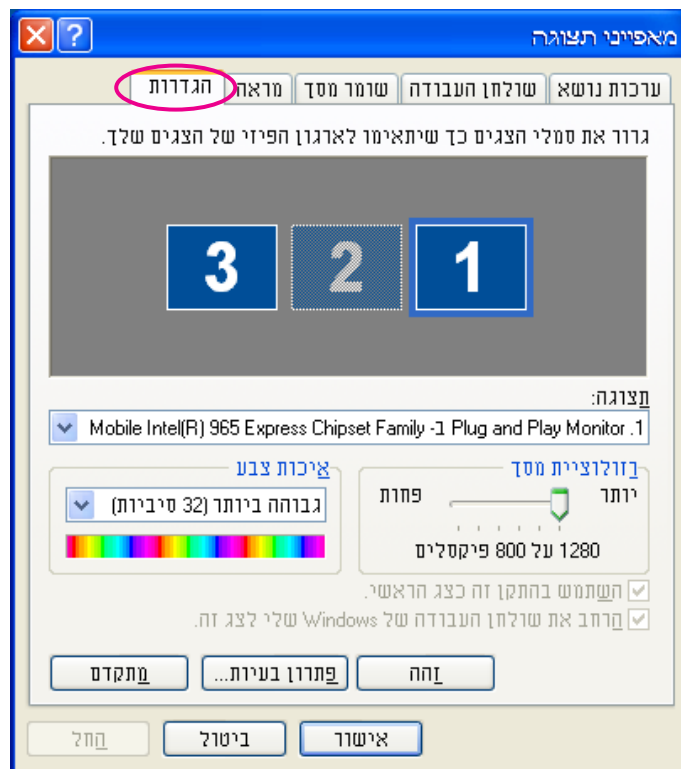 מאפייני תצוגה
ערכות נושא שולחן העבודה שומר מסך מראה הגדרות
גרור את סמלי הצגים כך שיתאימו לארגון הפיזי של הצגים שלך.
1 2 3
תצוגה:
1. Plug and Play Monitor ב- Mobile Intel(R) 965 Express Chipset Family
רזולוציית מסך איכות צבע
יותר פחות גבוהה ביותר (32 סיביות)
1280 על 800 פיקסלים
השתמש בהתקן זה כצג הראשי.
הרחב את שולחן העבודה של Windows שלי לצג זה.
זהה פתרון בעיות... מתקדם
אישור ביטול החל